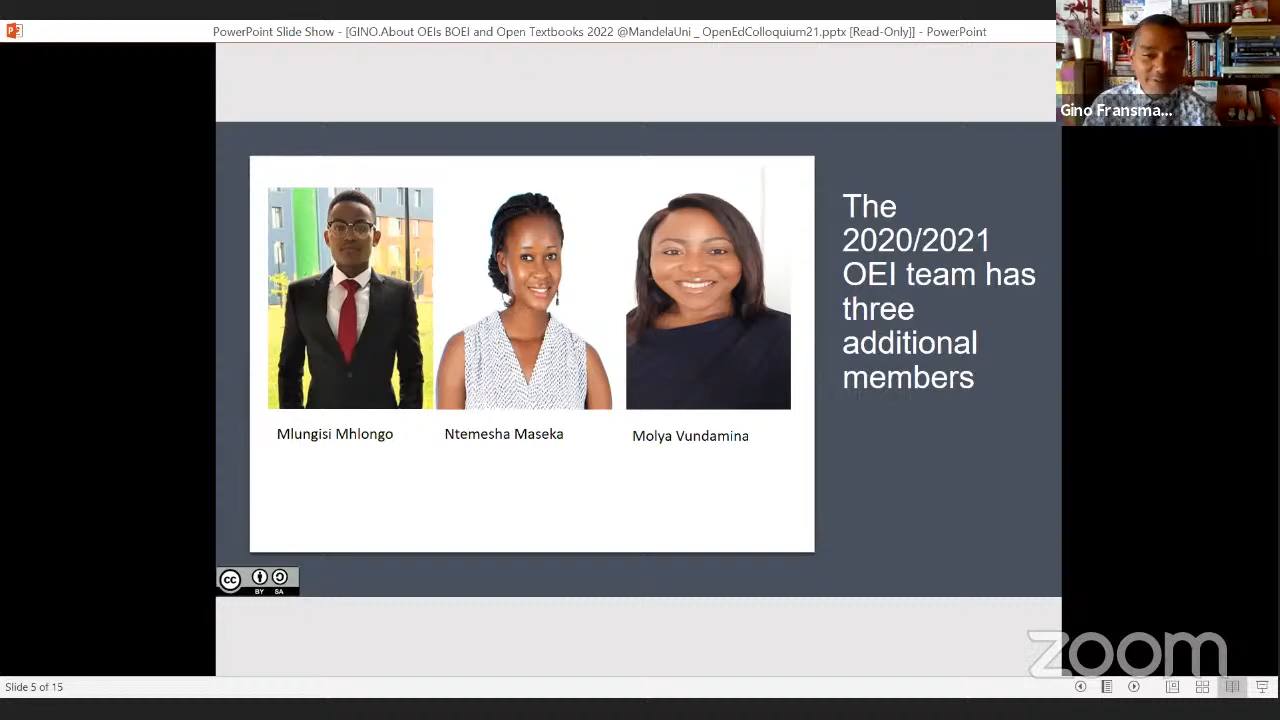 PowerPoint Slide Show - [GINO.About OEIs BOEI and Open Textbooks 2022 @MandelaUni _ OpenEdColloquium21.pptx [Read-Only]] - PowerPoint
Gino Fransma...
The
2020/2021
OEI team has
three
additional
members
Mlungisi Mhlongo
Ntemesha Maseka
Molya Vundamina
cc
BY SA
zoom
Slide 5 of 15